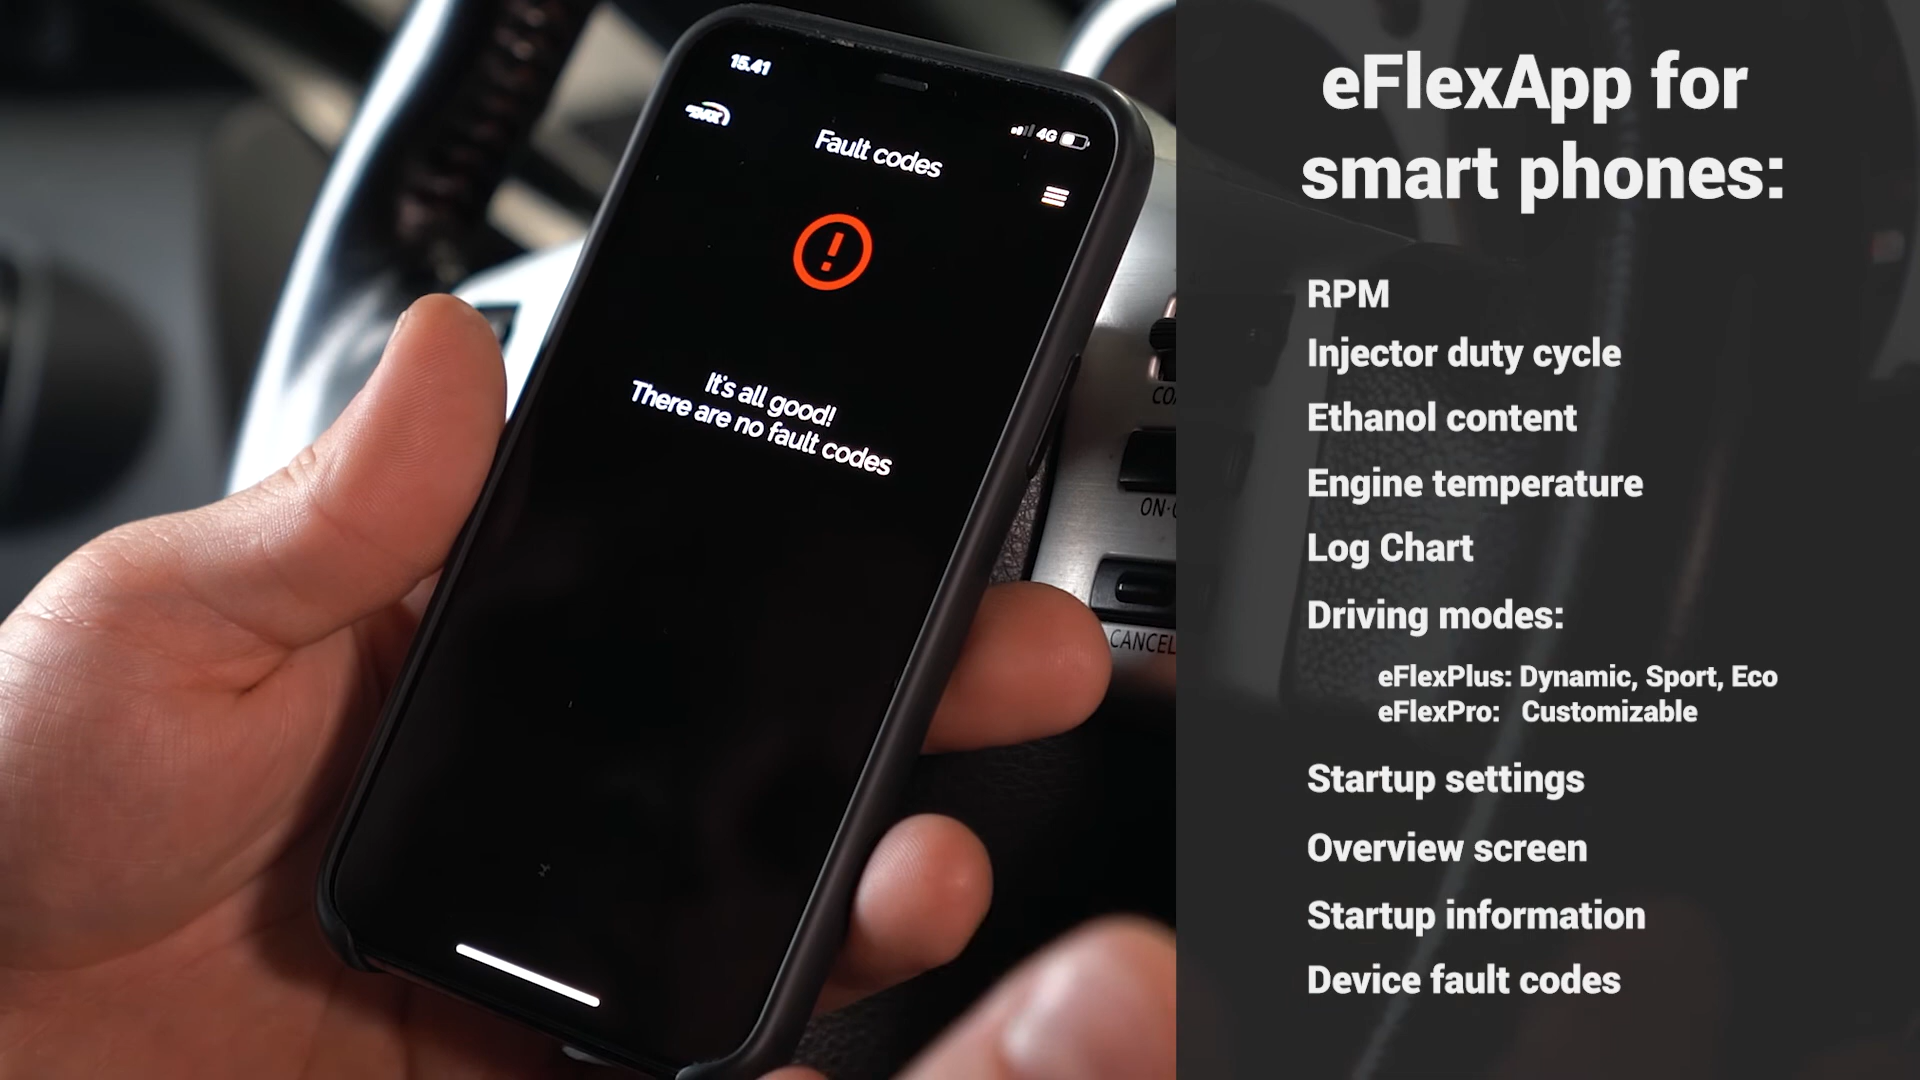 15.41
4G
Fault codes
It's all good!
There are no fault codes
ON-
CANCEL
eFlexApp for
smart phones:
RPM
Injector duty cycle
Ethanol content
Engine temperature
Log Chart
Driving modes:
eFlexPlus: Dynamic, Sport, Eco
eFlexPro: Customizable
Startup settings
Overview screen
Startup information
Device fault codes